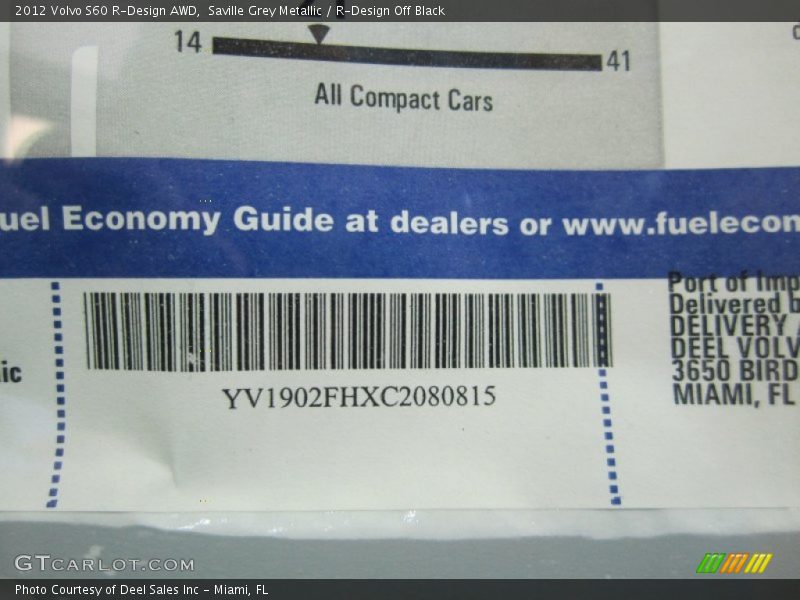 2012 Volvo S60 R-Design AWD, Saville Grey Metallic / R-Design Off Black
14
41
All Compact Cars
uel Economy Guide at dealers or www.fuelecon
ic
YV1902FHXC2080815
Port of Imp
Delivered b
DELIVERY
DEEL VOLV
3650 BIRD
MIAMI, FL
GTCARLOT.COM
Photo Courtesy of Deel Sales Inc - Miami, FL